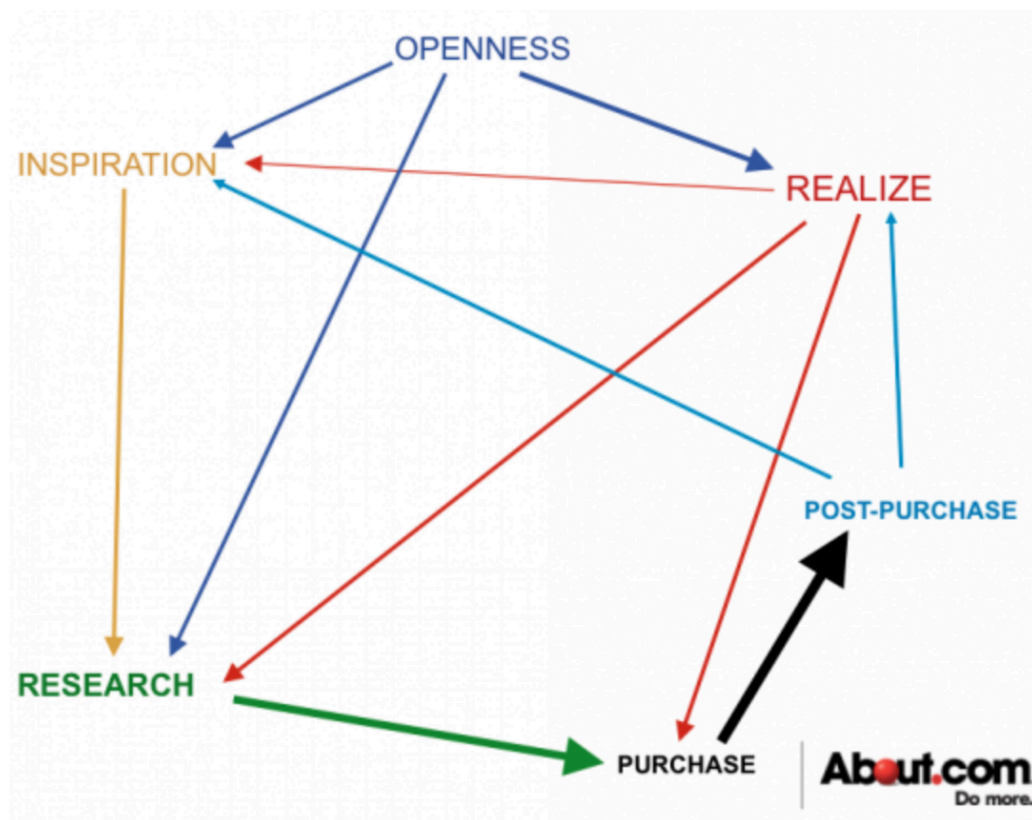 OPENNESS
INSPIRATION
REALIZE
POST-PURCHASE
RESEARCH
PURCHASE
About.com
Do more.